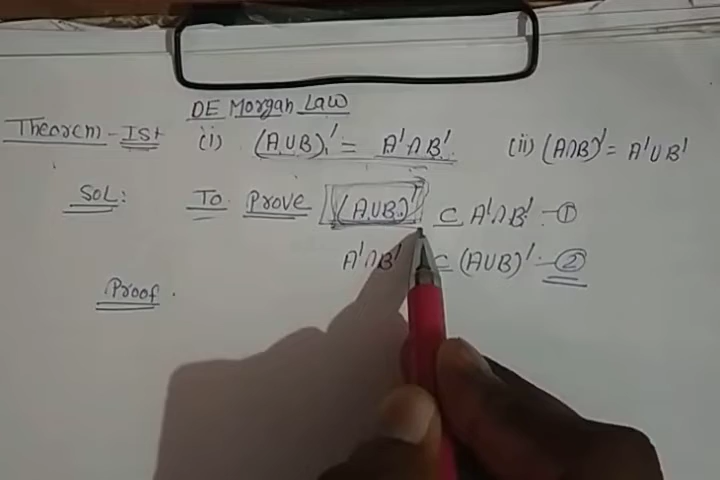 DE Morgan Law
Theorem - Ist (i) (A∪B)' = A'∩B' (ii) (A∩B)' = A'∪B'
SOL: To Prove (A∪B)' ⊂ A'∩B' - ①
A'∩B' ⊂ (A∪B)' - ②
Proof .